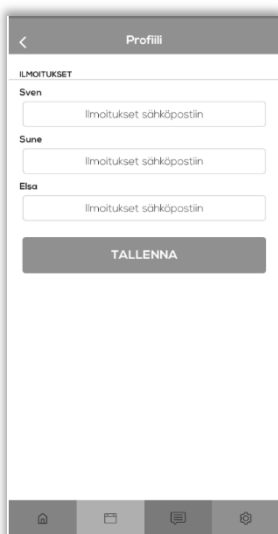 Profiili
ILMOITUKSET
Sven
Ilmoitukset sähköpostiin
Sune
Ilmoitukset sähköpostiin
Elsa
Ilmoitukset sähköpostiin
TALLENNA